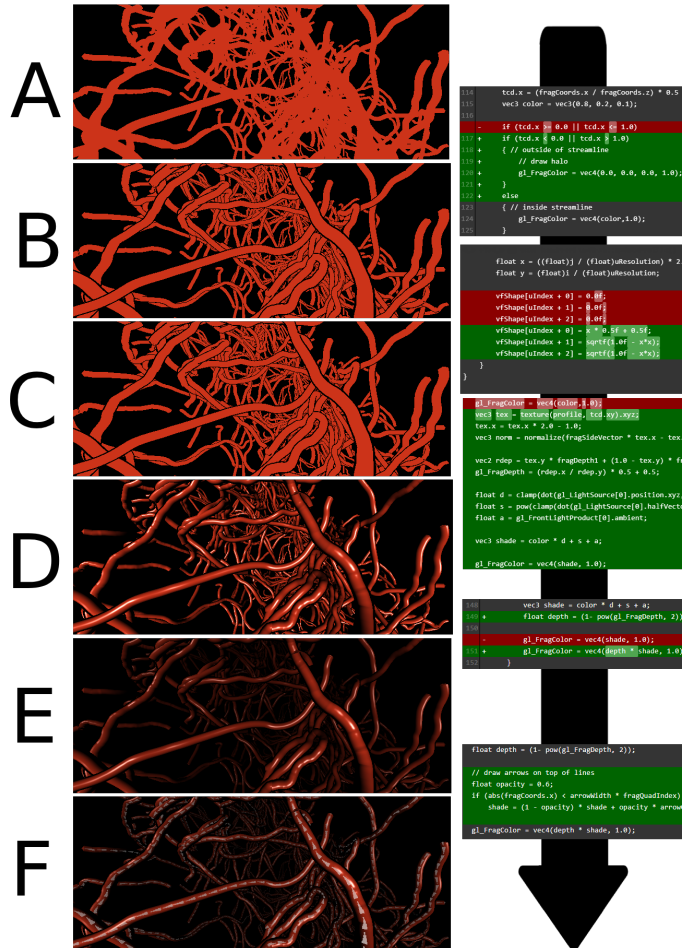 A
B
C
D
E
F
114 tcd.x = (fragCoords.x / fragCoords.z) * 0.5
115 vec3 color = vec3(0.8, 0.2, 0.1);
116
- if (tcd.x >= 0.0 || tcd.x <= 1.0)
117 + if (tcd.x < 0.0 || tcd.x > 1.0)
118 + { // outside of streamline
119 + // draw halo
120 + gl_FragColor = vec4(0.0, 0.0, 0.0, 1.0);
121 + }
122 + else
123 { // inside streamline
124 gl_FragColor = vec4(color,1.0);
125 }
float x = ((float)j / (float)uResolution) * 2.
float y = (float)i / (float)uResolution;
vfShape[uIndex + 0] = 0.0f;
vfShape[uIndex + 1] = 0.0f;
vfShape[uIndex + 2] = 0.0f;
vfShape[uIndex + 0] = x * 0.5f + 0.5f;
vfShape[uIndex + 1] = sqrtf(1.0f - x*x);
vfShape[uIndex + 2] = sqrtf(1.0f - x*x);
}
}
gl_FragColor = vec4(color,1.0);
vec3 tex = texture(profile, tcd.xy).xyz;
tex.x = tex.x * 2.0 - 1.0;
vec3 norm = normalize(fragSideVector * tex.x - tex.
vec2 rdep = tex.y * fragDepth1 + (1.0 - tex.y) * f
gl_FragDepth = (rdep.x / rdep.y) * 0.5 + 0.5;
float d = clamp(dot(gl_LightSource[0].position.xyz,
float s = pow(clamp(dot(gl_LightSource[0].halfVect
float a = gl_FrontLightProduct[0].ambient;
vec3 shade = color * d + s + a;
gl_FragColor = vec4(shade, 1.0);
148 vec3 shade = color * d + s + a;
149 + float depth = (1- pow(gl_FragDepth, 2))
150
- gl_FragColor = vec4(shade, 1.0);
151 + gl_FragColor = vec4(depth * shade, 1.0)
152 }
float depth = (1- pow(gl_FragDepth, 2));
// draw arrows on top of lines
float opacity = 0.6;
if (abs(fragCoords.x) < arrowWidth * fragQuadIndex)
shade = (1 - opacity) * shade + opacity * arrow
gl_FragColor = vec4(depth * shade, 1.0);